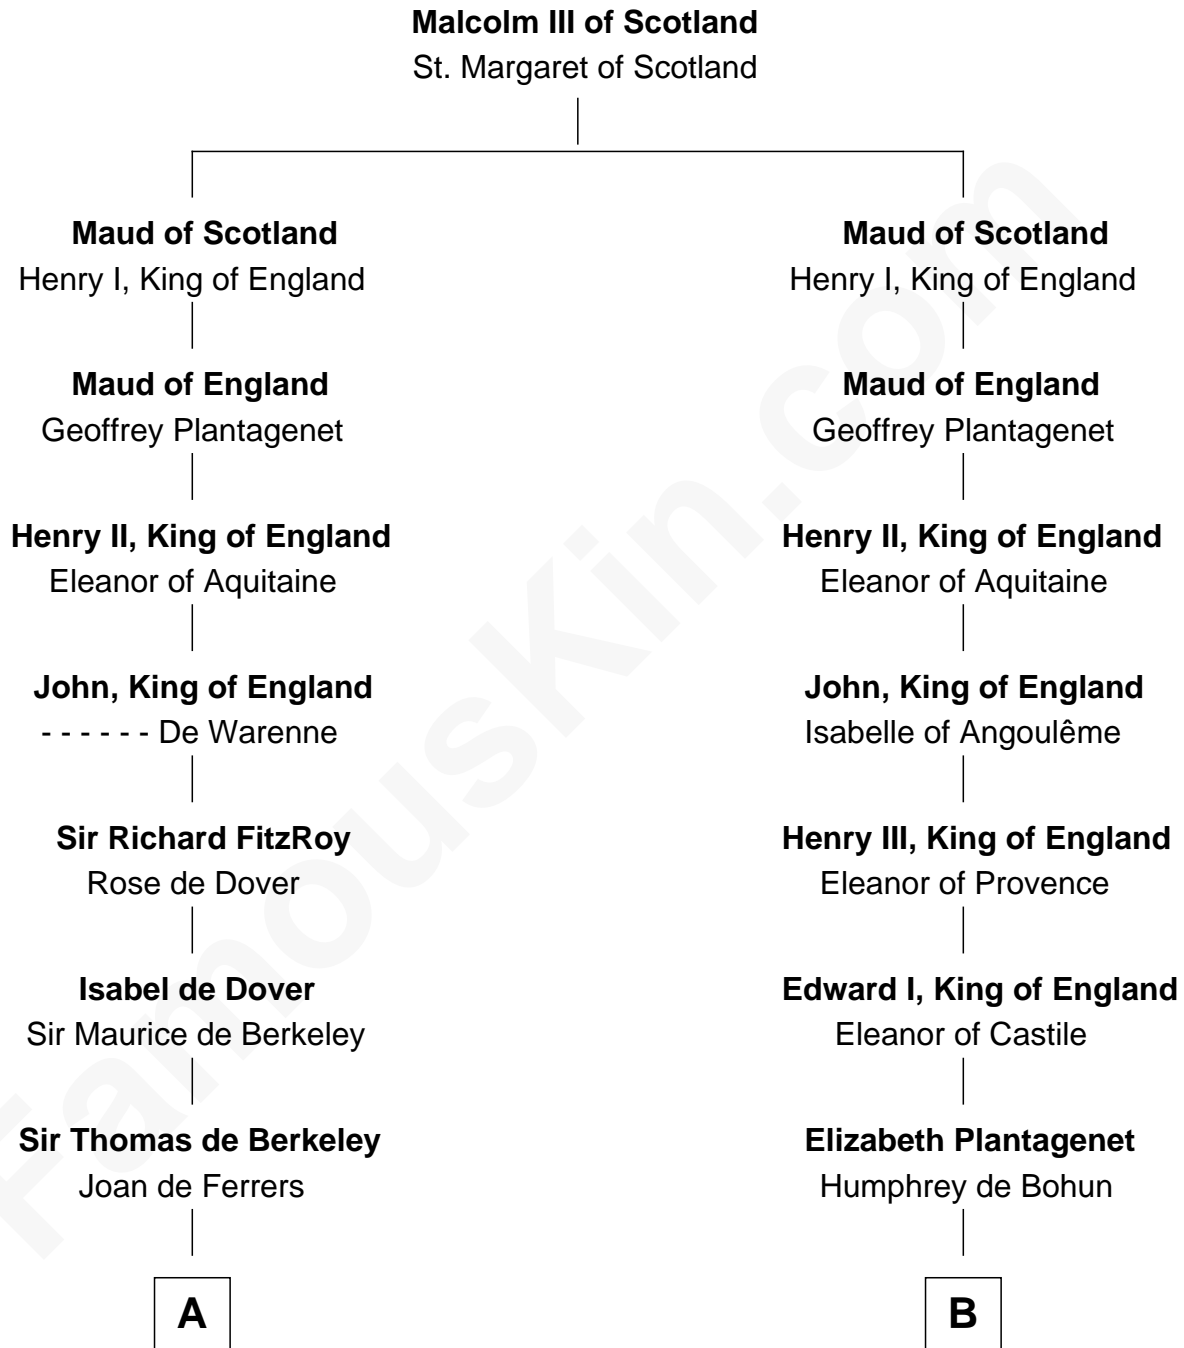 Malcolm III of Scotland
St. Margaret of Scotland
Maud of Scotland
Henry I, King of England
Maud of England
Geoffrey Plantagenet
Henry II, King of England
Eleanor of Aquitaine
John, King of England
- - - - - - De Warenne
Sir Richard FitzRoy
Rose de Dover
Isabel de Dover
Sir Maurice de Berkeley
Sir Thomas de Berkeley
Joan de Ferrers
A
Maud of Scotland
Henry I, King of England
Maud of England
Geoffrey Plantagenet
Henry II, King of England
Eleanor of Aquitaine
John, King of England
Isabelle of Angoulême
Henry III, King of England
Eleanor of Provence
Edward I, King of England
Eleanor of Castile
Elizabeth Plantagenet
Humphrey de Bohun
B
FamousKin.com